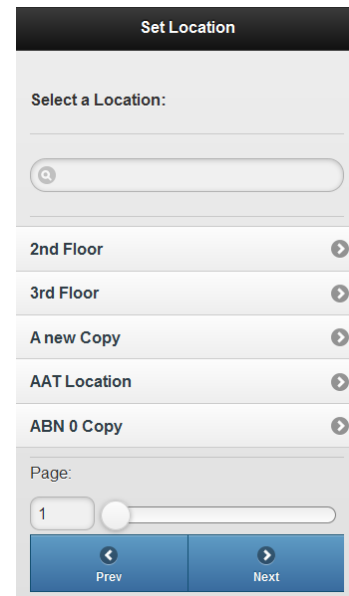 Set Location
Select a Location:
2nd Floor
3rd Floor
A new Copy
AAT Location
ABN 0 Copy
Page:
1
Prev Next